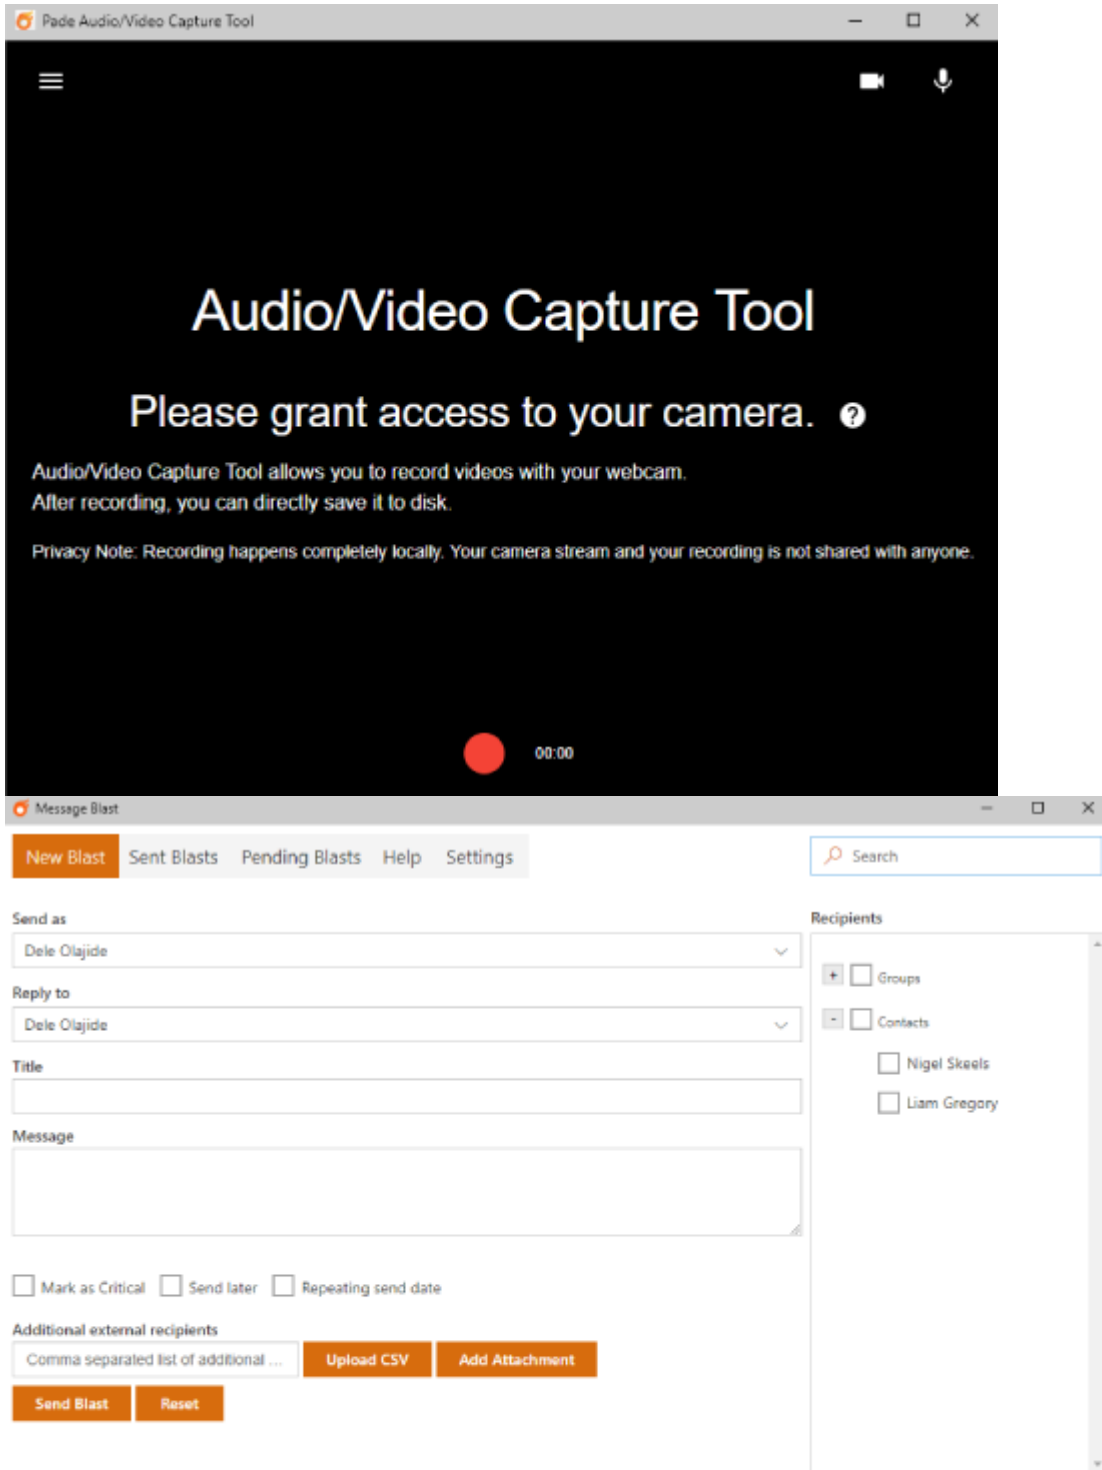 Pade Audio/Video Capture Tool
Audio/Video Capture Tool
Please grant access to your camera.
Audio/Video Capture Tool allows you to record videos with your webcam.
After recording, you can directly save it to disk.
Privacy Note: Recording happens completely locally. Your camera stream and your recording is not shared with anyone.
00:00
Message Blast
New Blast Sent Blasts Pending Blasts Help Settings
Search
Send as
Dele Olajide
Reply to
Dele Olajide
Title
Message
Mark as Critical Send later Repeating send date
Additional external recipients
Comma separated list of additional ...
Upload CSV Add Attachment
Send Blast Reset
Recipients
+ Groups
- Contacts
Nigel Skeels
Liam Gregory